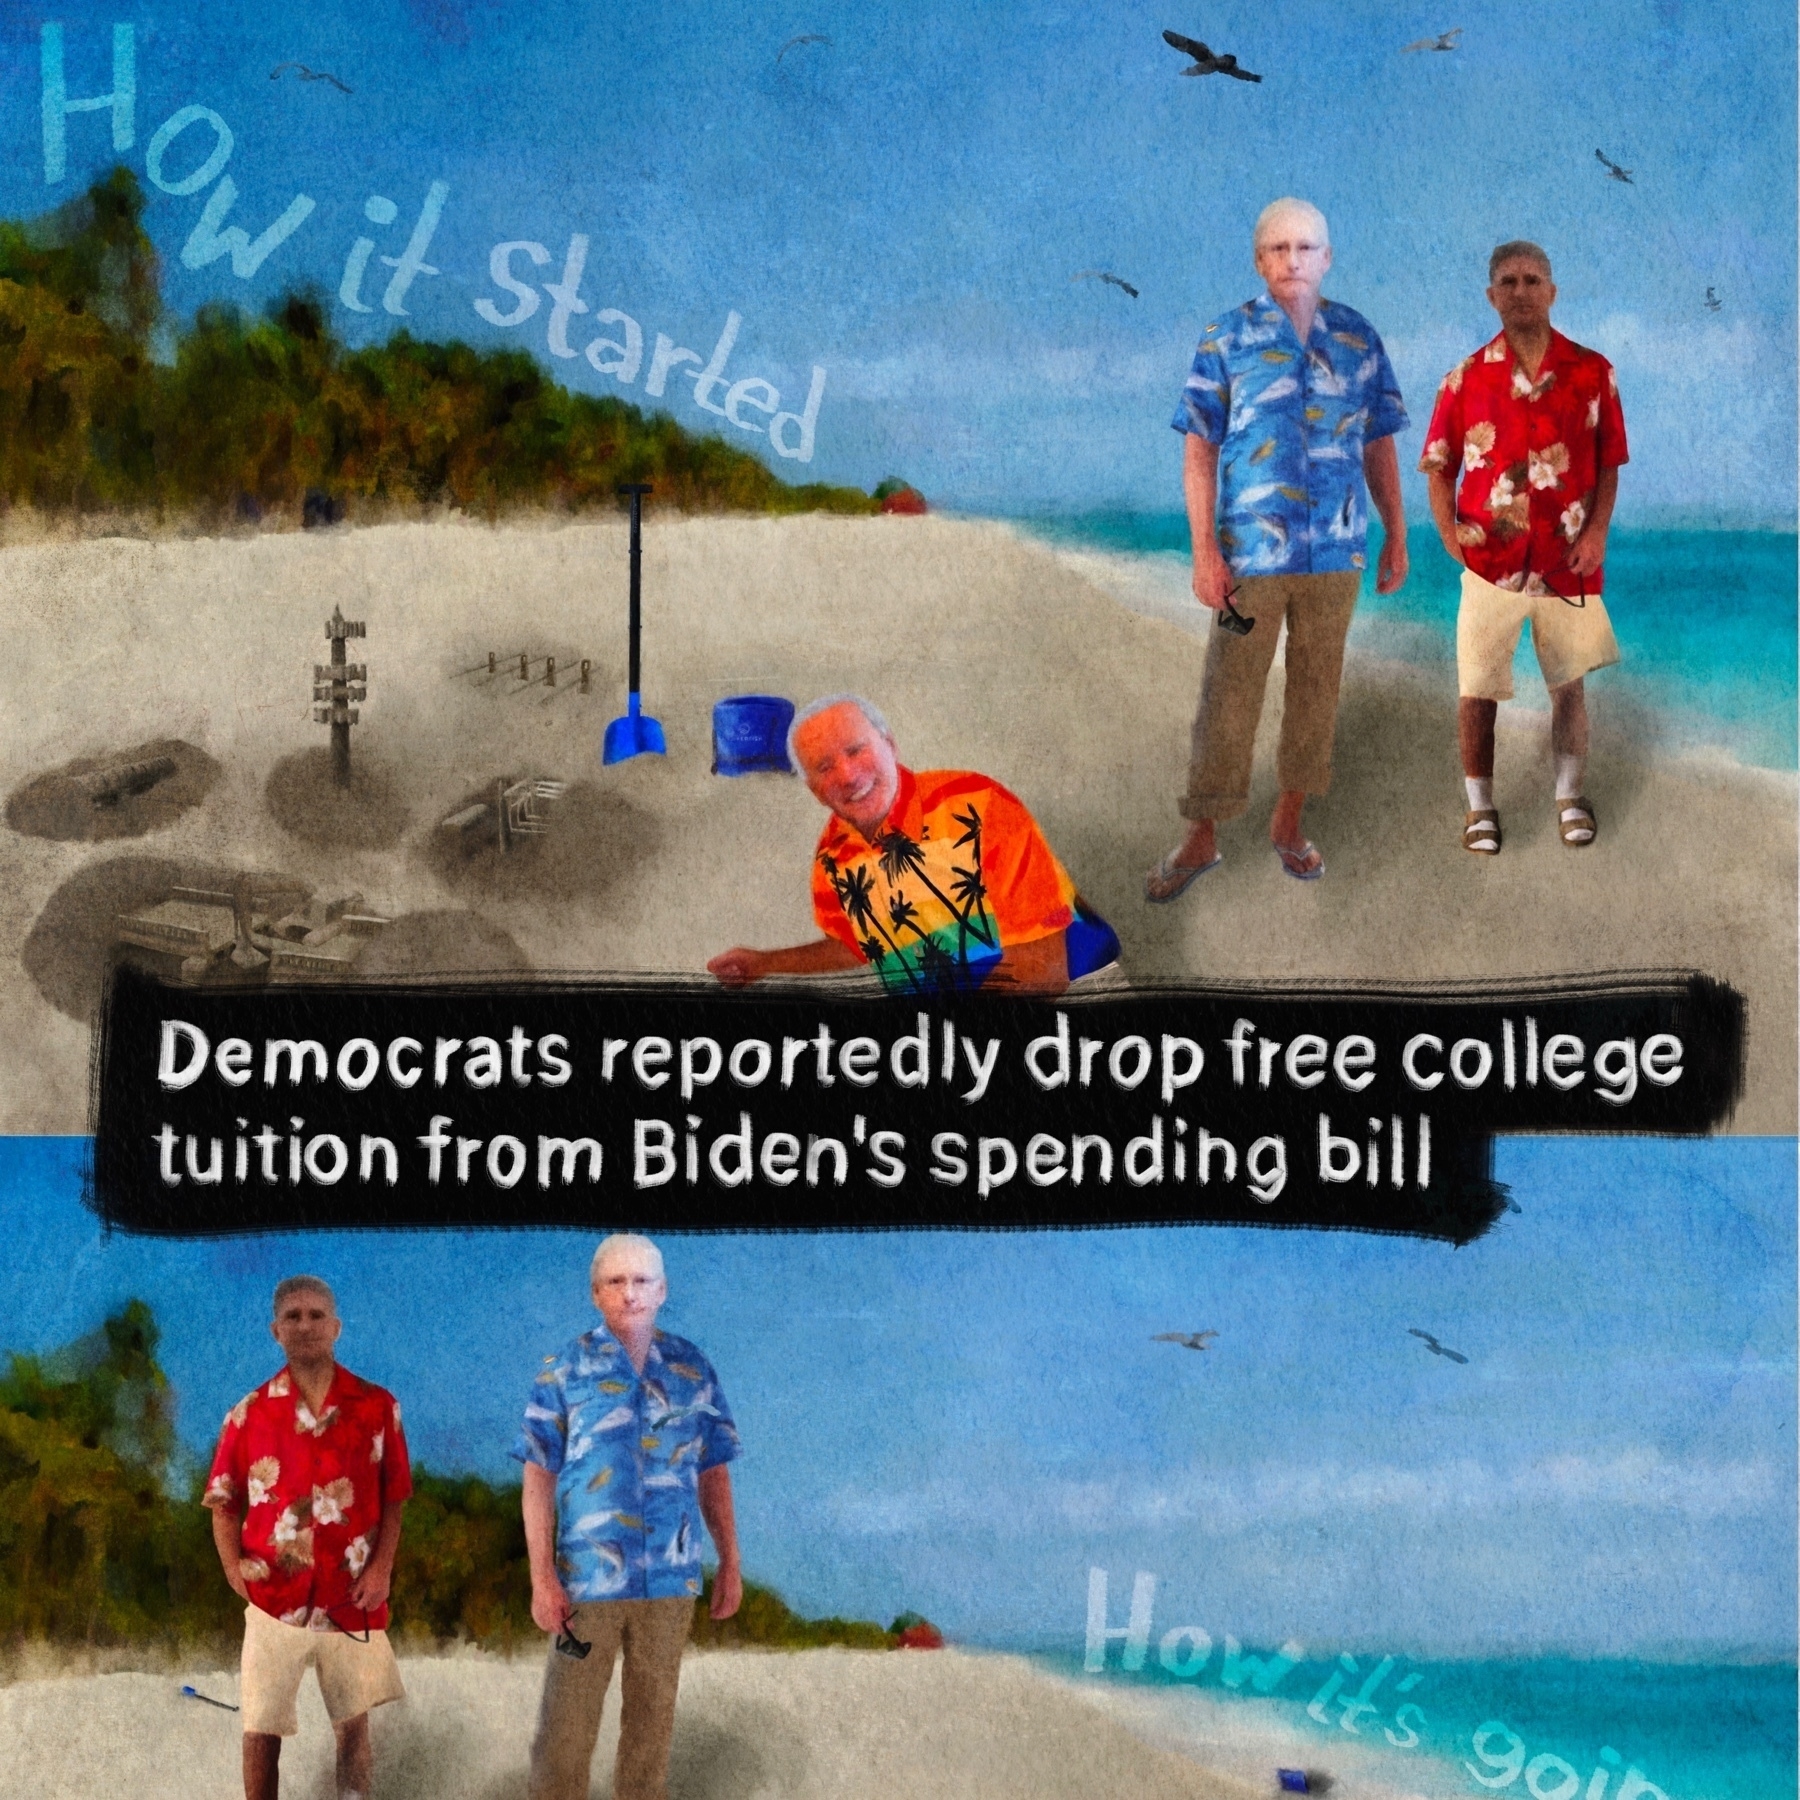 How it started
Democrats reportedly drop free college
tuition from Biden's spending bill
How it's goin